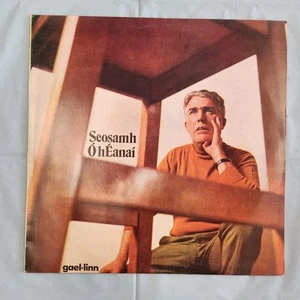 Seosamh
Ó hÉanaí
gael-linn